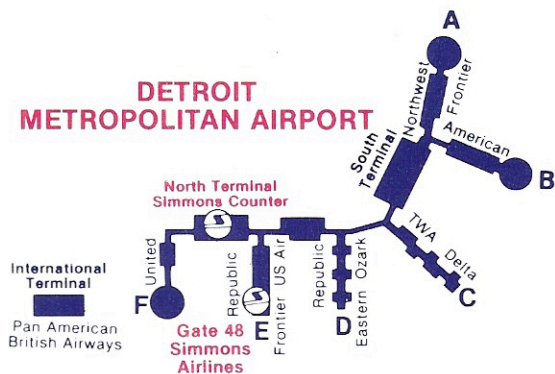 A
DETROIT
METROPOLITAN AIRPORT
Northwest
Frontier
American
South
Terminal
B
North Terminal
Simmons Counter
TWA Delta
C
International
Terminal
Pan American
British Airways
United
F
Republic
Frontier US Air
E
Republic
Eastern Ozark
D
Gate 48
Simmons
Airlines